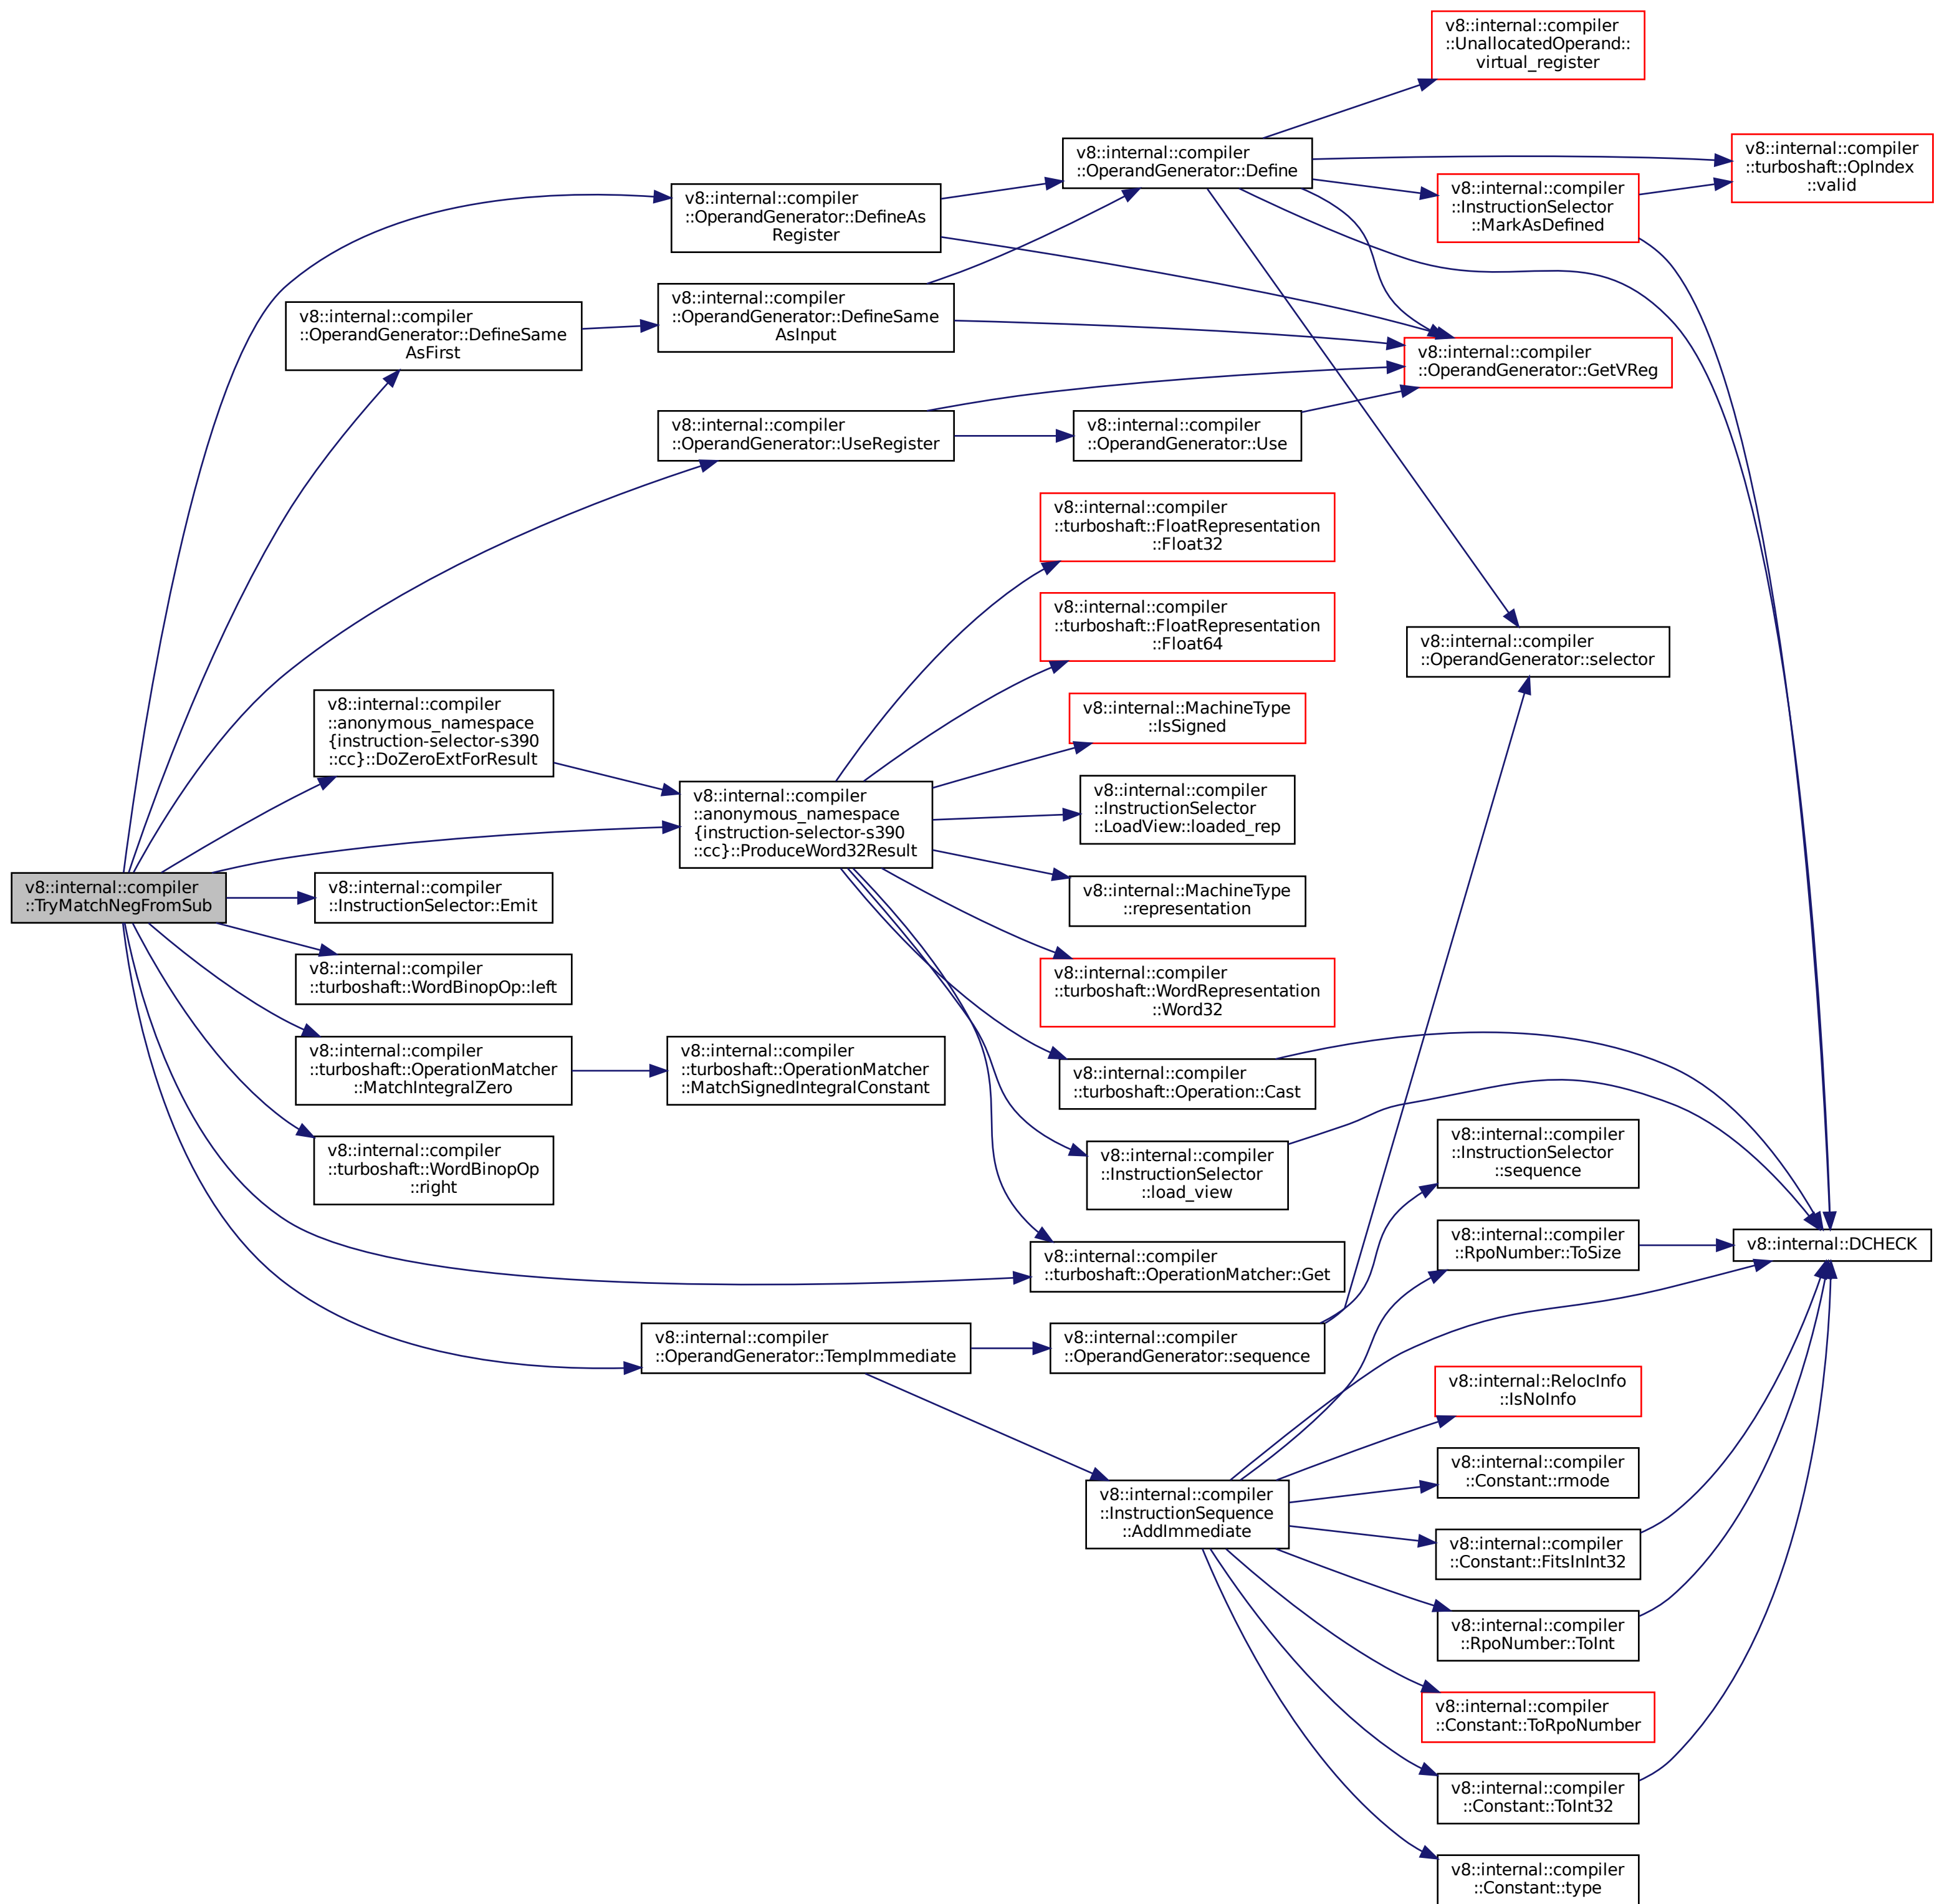 v8::internal::compiler
::TryMatchNegFromSub
v8::internal::compiler
::OperandGenerator::DefineSame
AsFirst
v8::internal::compiler
::anonymous_namespace
{instruction-selector-s390
::cc}::DoZeroExtForResult
v8::internal::compiler
::InstructionSelector::Emit
v8::internal::compiler
::turboshaft::WordBinopOp::left
v8::internal::compiler
::turboshaft::OperationMatcher
::MatchIntegralZero
v8::internal::compiler
::turboshaft::WordBinopOp
::right
v8::internal::compiler
::OperandGenerator::DefineAs
Register
v8::internal::compiler
::OperandGenerator::DefineSame
AsInput
v8::internal::compiler
::OperandGenerator::UseRegister
v8::internal::compiler
::anonymous_namespace
{instruction-selector-s390
::cc}::ProduceWord32Result
v8::internal::compiler
::turboshaft::OperationMatcher
::MatchSignedIntegralConstant
v8::internal::compiler
::OperandGenerator::TempImmediate
v8::internal::compiler
::OperandGenerator::Define
v8::internal::compiler
::OperandGenerator::Use
v8::internal::compiler
::turboshaft::FloatRepresentation
::Float32
v8::internal::compiler
::turboshaft::FloatRepresentation
::Float64
v8::internal::MachineType
::IsSigned
v8::internal::compiler
::InstructionSelector
::LoadView::loaded_rep
v8::internal::MachineType
::representation
v8::internal::compiler
::turboshaft::WordRepresentation
::Word32
v8::internal::compiler
::turboshaft::Operation::Cast
v8::internal::compiler
::InstructionSelector
::load_view
v8::internal::compiler
::turboshaft::OperationMatcher::Get
v8::internal::compiler
::OperandGenerator::sequence
v8::internal::compiler
::InstructionSequence
::AddImmediate
v8::internal::compiler
::UnallocatedOperand::
virtual_register
v8::internal::compiler
::InstructionSelector
::MarkAsDefined
v8::internal::compiler
::OperandGenerator::GetVReg
v8::internal::compiler
::OperandGenerator::selector
v8::internal::compiler
::InstructionSelector
::sequence
v8::internal::compiler
::RpoNumber::ToSize
v8::internal::RelocInfo
::IsNoInfo
v8::internal::compiler
::Constant::rmode
v8::internal::compiler
::Constant::FitsInInt32
v8::internal::compiler
::RpoNumber::ToInt
v8::internal::compiler
::Constant::ToRpoNumber
v8::internal::compiler
::Constant::ToInt32
v8::internal::compiler
::Constant::type
v8::internal::compiler
::turboshaft::OpIndex
::valid
v8::internal::DCHECK